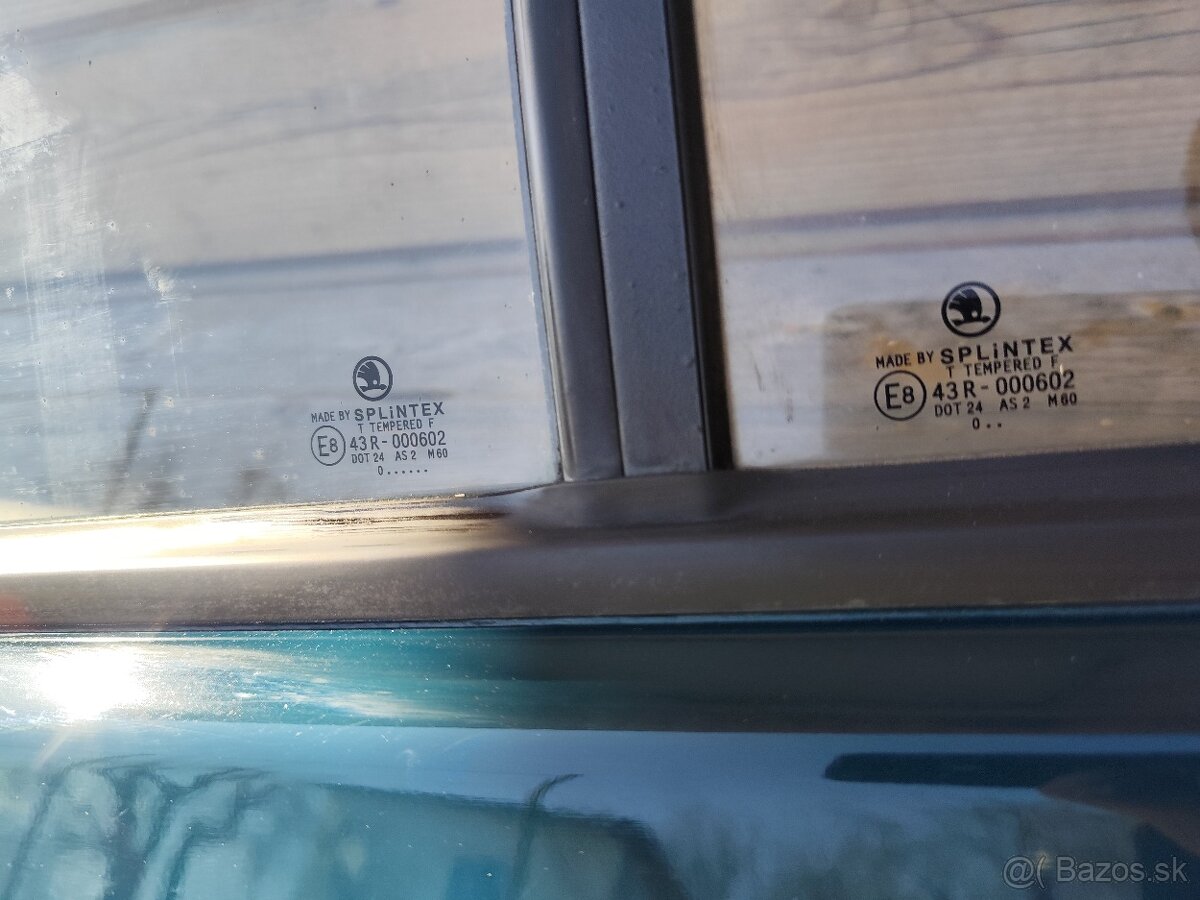 MADE BY SPLiNTEX
T TEMPERED F
E8 43R-000602
DOT 24 AS 2 M60
0......
MADE BY SPLiNTEX
T TEMPERED F
E8 43R-000602
DOT 24 AS 2 M60
0..
@( Bazos.sk